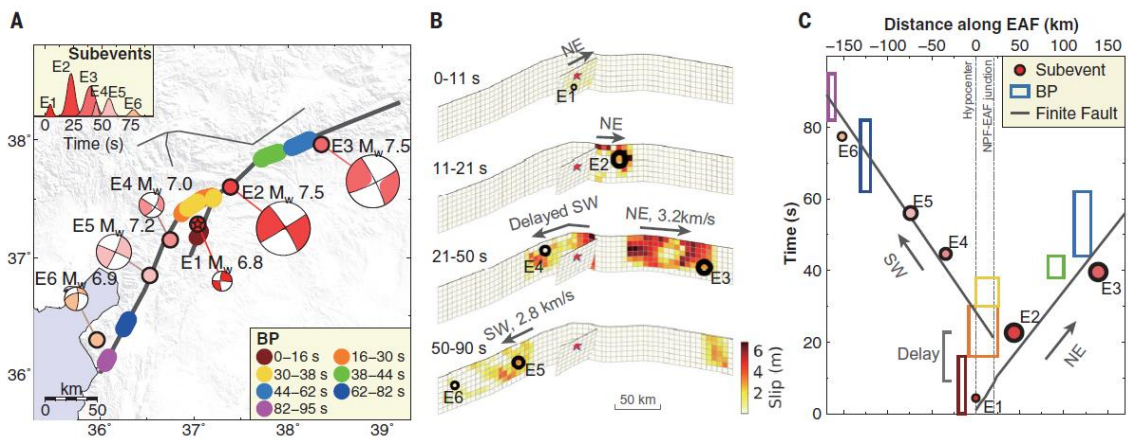 A
Subevents
E2
E3
E1
E4E5
E6
0 25 50 75
Time (s)
38°
37°
36°
36° 37° 38° 39°
E3 Mw 7.5
E4 Mw 7.0
E2 Mw 7.5
E5 Mw 7.2
E1 Mw 6.8
E6 Mw 6.9
km
0 50
BP
0–16 s 16–30 s
30–38 s 38–44 s
44–62 s 62–82 s
82–95 s
B
NE
0-11 s
E1
NE
11-21 s
E2
Delayed SW
NE, 3.2km/s
21-50 s
E4
E3
SW, 2.8 km/s
50-90 s
E5
E6
50 km
Slip (m)
6
4
2
C
Distance along EAF (km)
−150 −100 −50 0 50 100 150
Hypocenter
NPF-EAF junction
Subevent
BP
Finite Fault
Time (s)
80
60
40
20
0
E6
E5
E4
SW
E3
E2
Delay
NE
E1